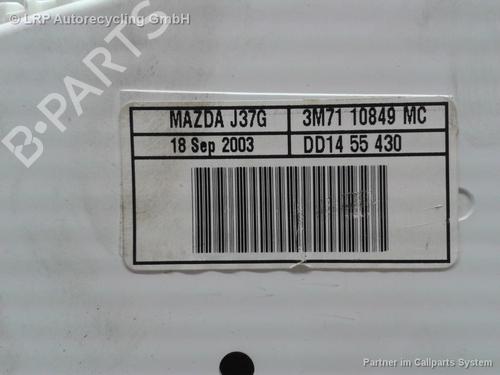 © LRP Autorecycling GmbH
B-PARTS
MAZDA J37G 3M71 10849 MC
18 Sep 2003 DD14 55 430
Partner im Callparts System